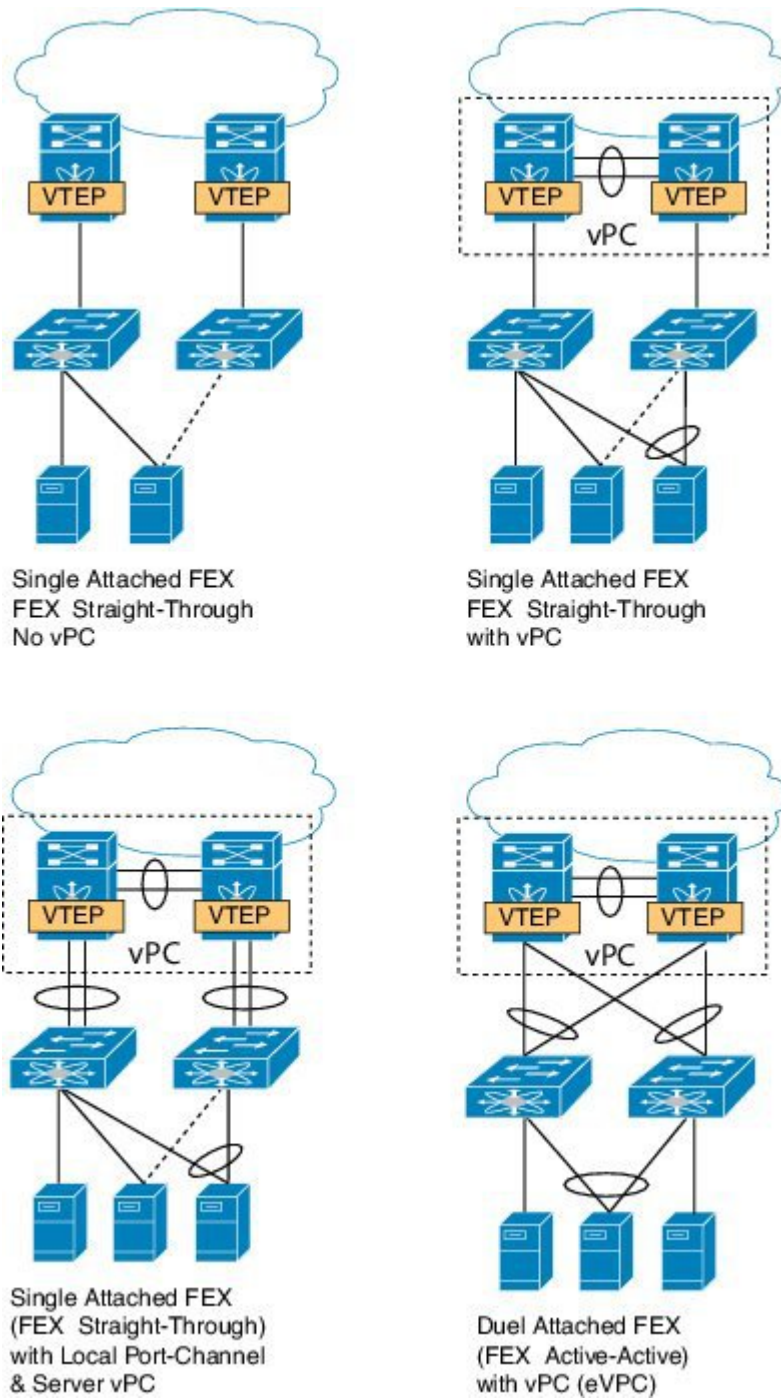 VTEP
VTEP
VTEP
VTEP
vPC
Single Attached FEX
FEX Straight-Through
No vPC
Single Attached FEX
FEX Straight-Through
with vPC
VTEP
VTEP
vPC
VTEP
VTEP
vPC
Single Attached FEX
(FEX Straight-Through)
with Local Port-Channel
& Server vPC
Duel Attached FEX
(FEX Active-Active)
with vPC (eVPC)